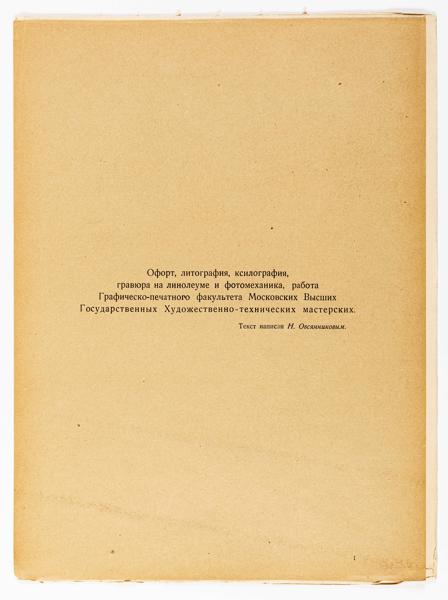 Офорт, литография, ксилография,
гравюра на линолеуме и фотомеханика, работа
Графическо-печатного факультета Московских Высших
Государственных Художественно-технических мастерских.
Текст написан Н. Овсянниковым.
1